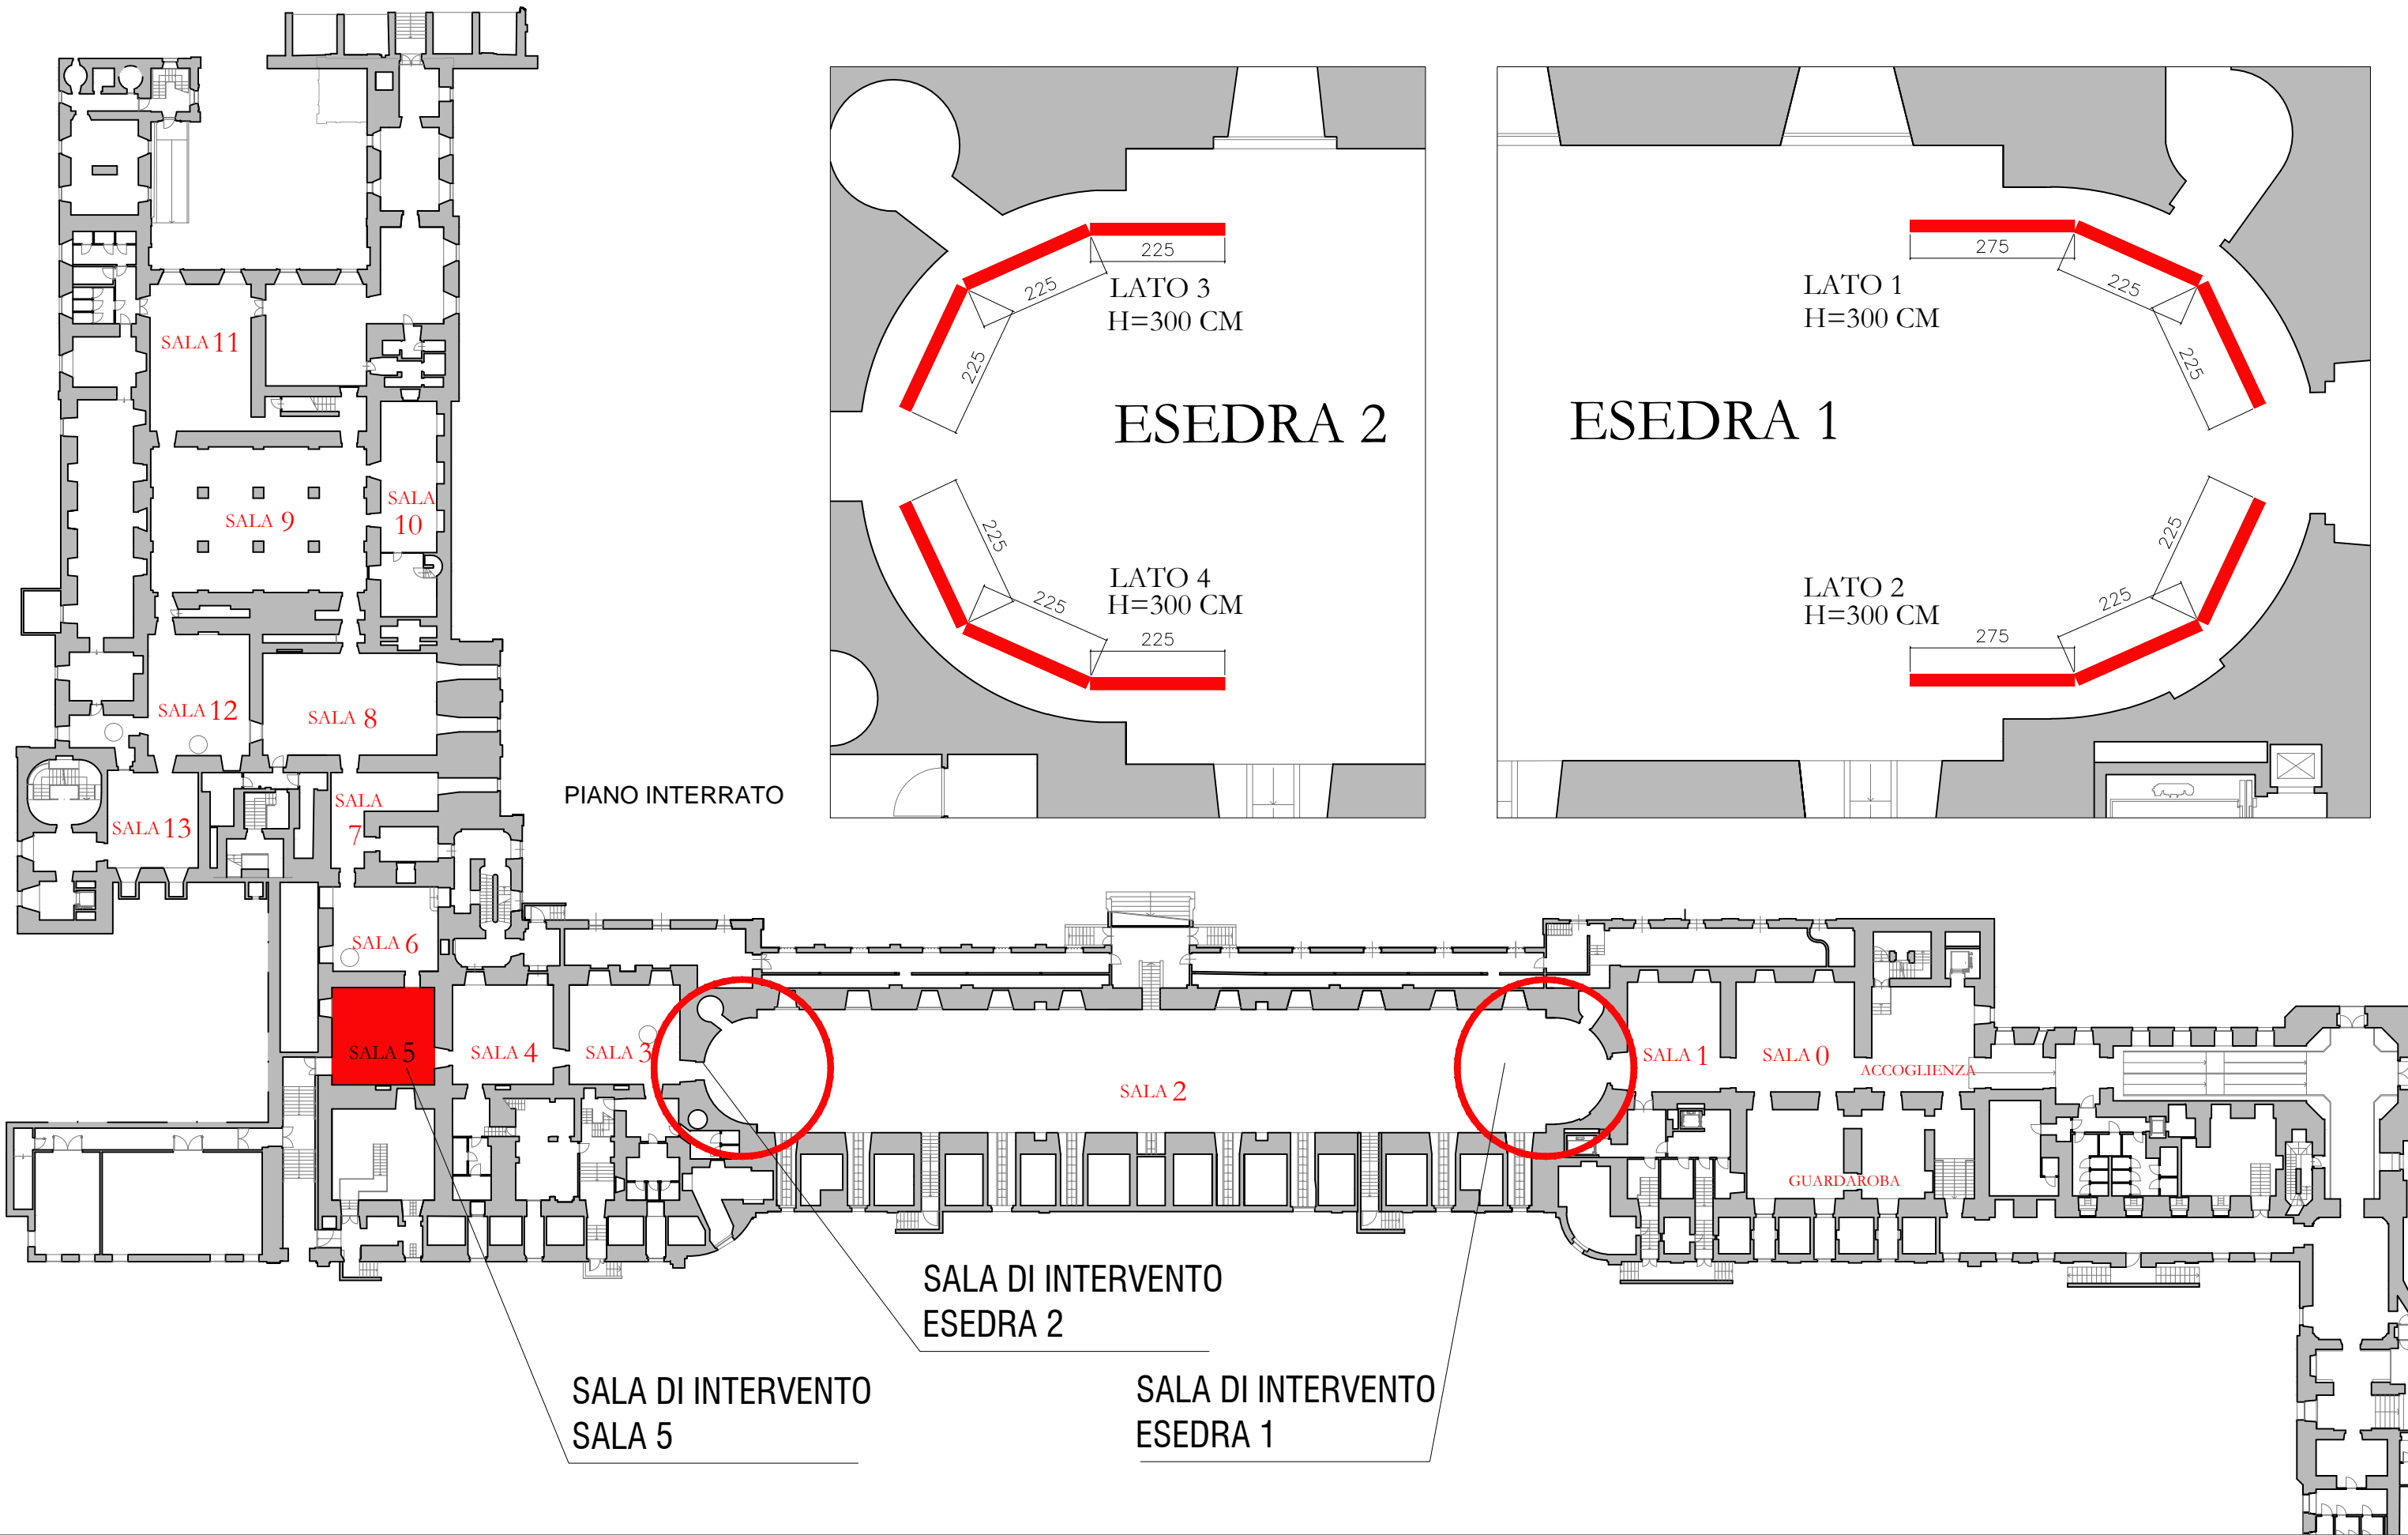 225
225
225
LATO 3
H=300 CM
ESEDRA 2
225
225
225
LATO 4
H=300 CM
275
225
225
LATO 1
H=300 CM
ESEDRA 1
225
225
275
LATO 2
H=300 CM
SALA 11
SALA
10
SALA 9
SALA 12
SALA 8
SALA
7
SALA 13
PIANO INTERRATO
SALA 6
SALA 5
SALA 4
SALA 3
SALA 2
SALA 1
SALA 0
ACCOGLIENZA
GUARDAROBA
SALA DI INTERVENTO
ESEDRA 2
SALA DI INTERVENTO
SALA 5
SALA DI INTERVENTO
ESEDRA 1